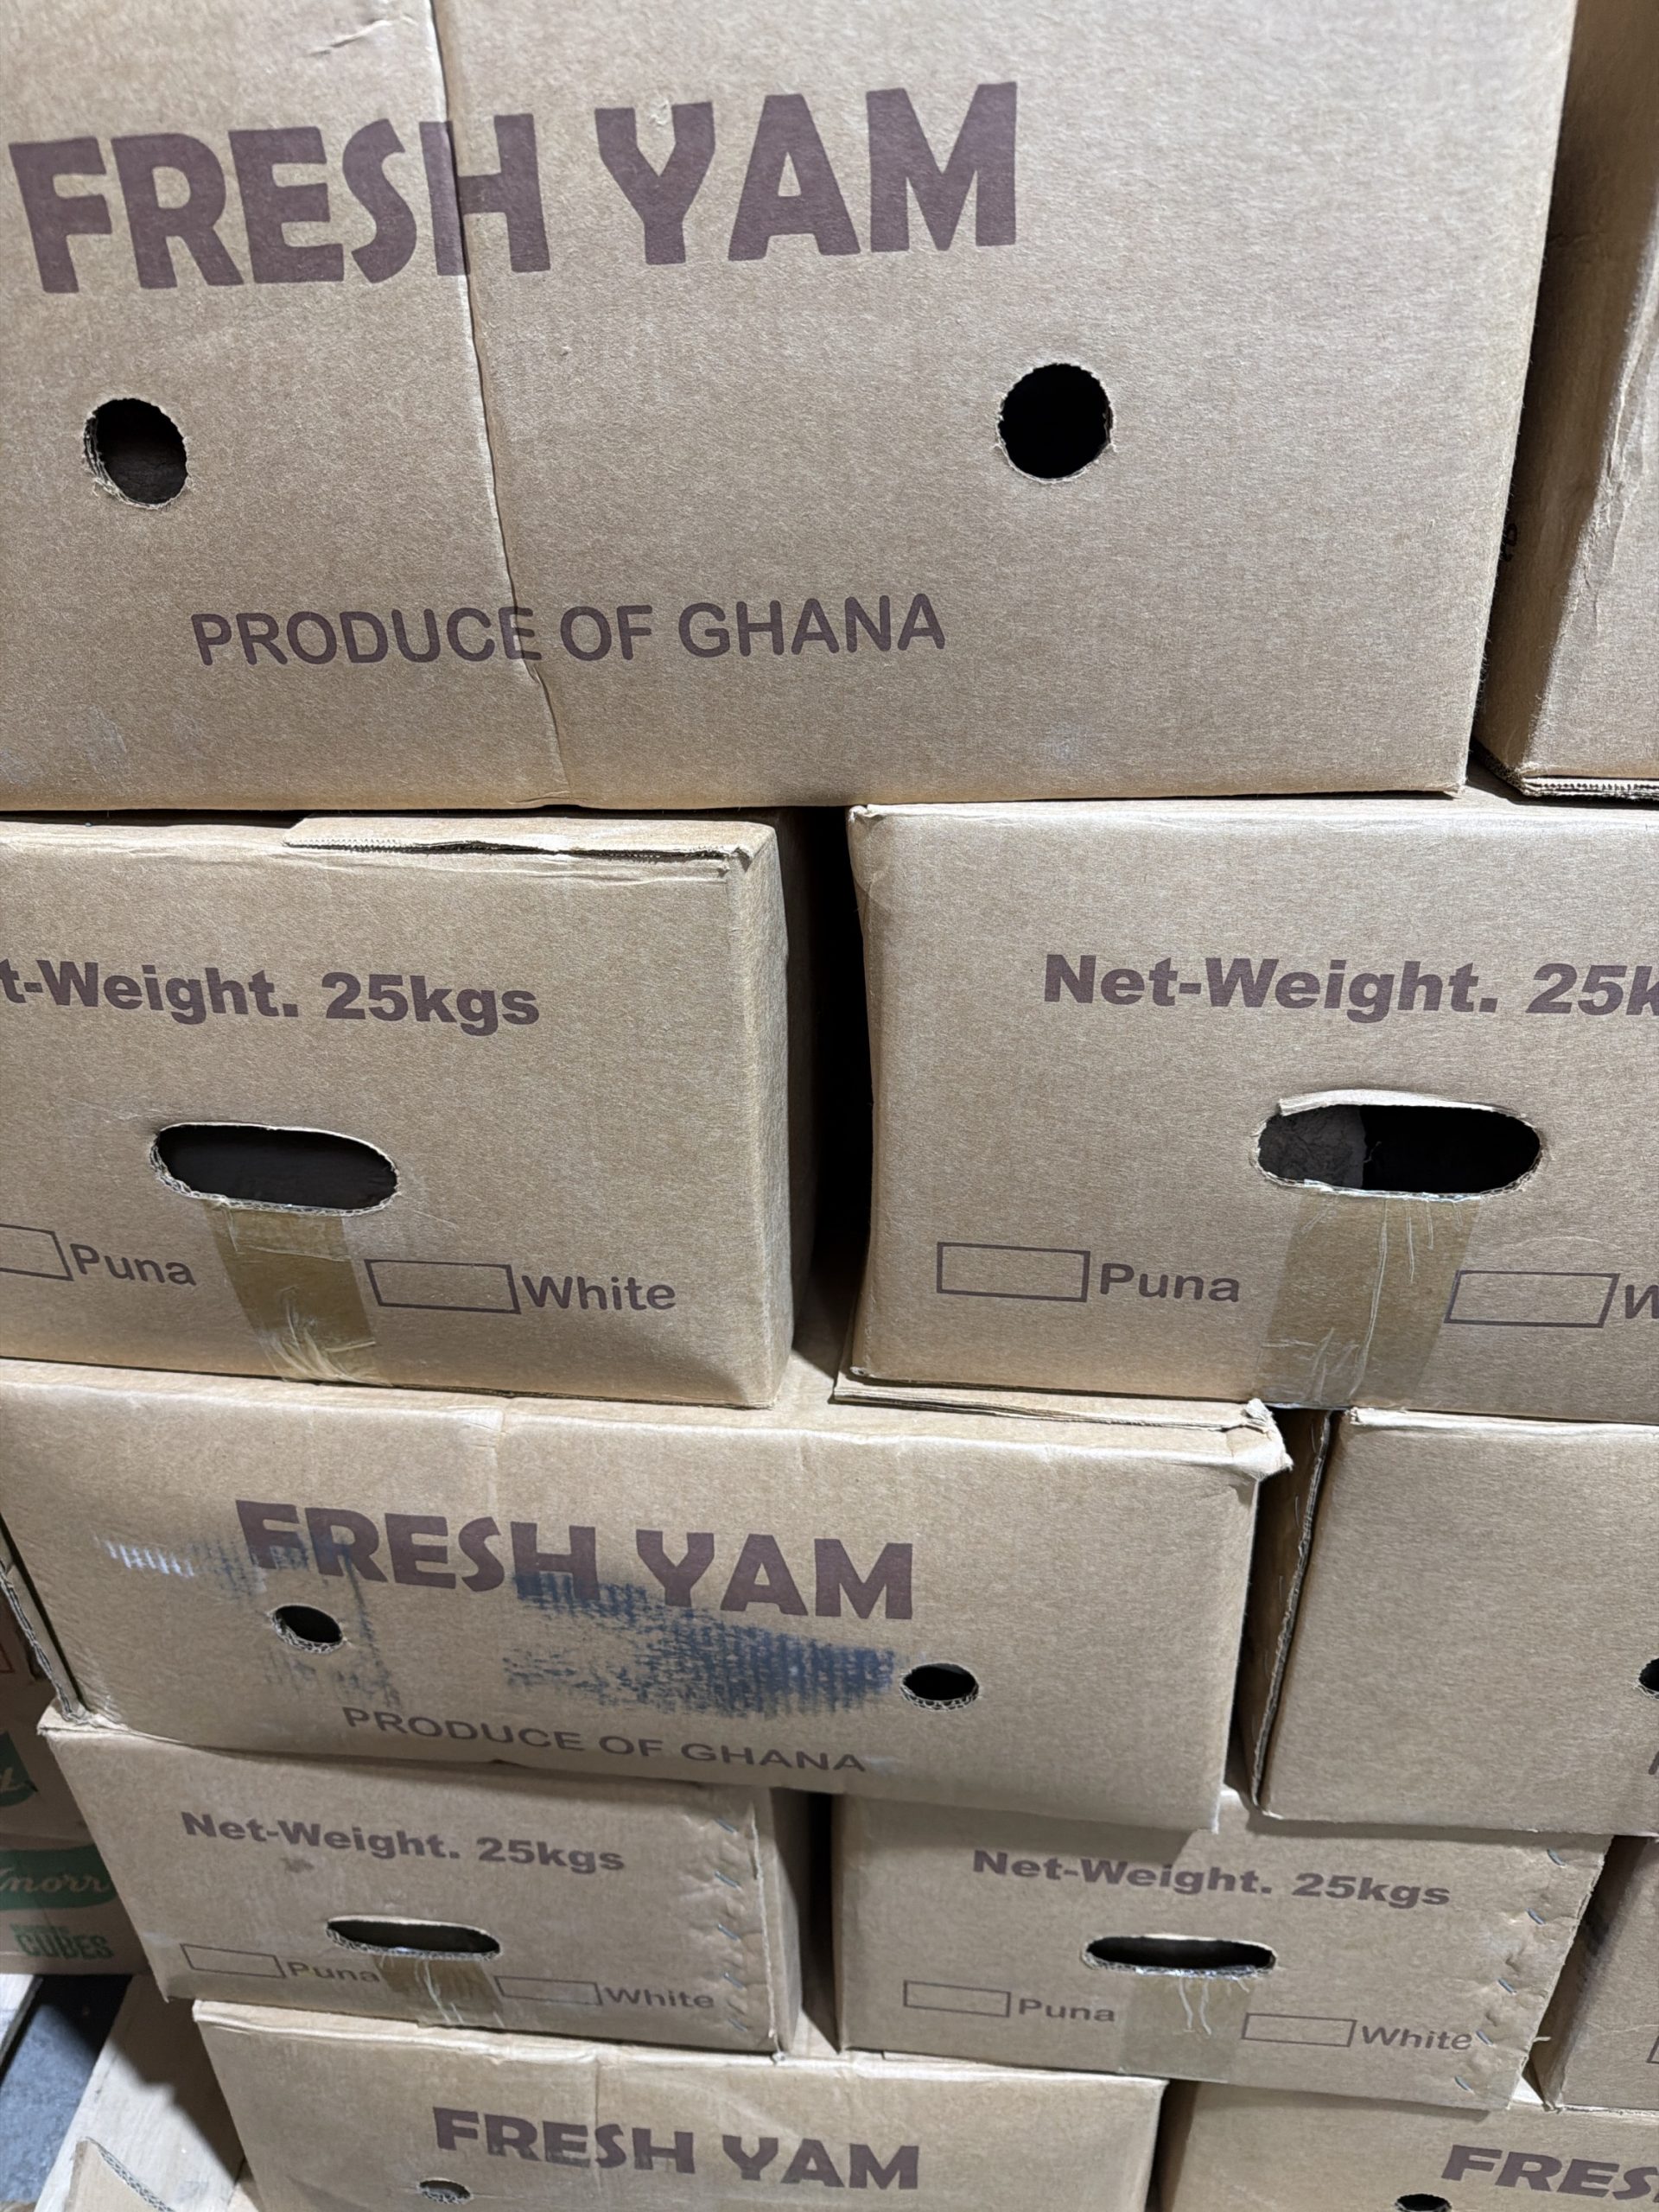 FRESH YAM
PRODUCE OF GHANA
t-Weight. 25kgs
Puna
White
Net-Weight. 25k
Puna
W
FRESH YAM
PRODUCE OF GHANA
Net-Weight. 25kgs
Puna
White
Net-Weight. 25kgs
Puna
White
Knorr
CUBES
FRESH YAM
FRES